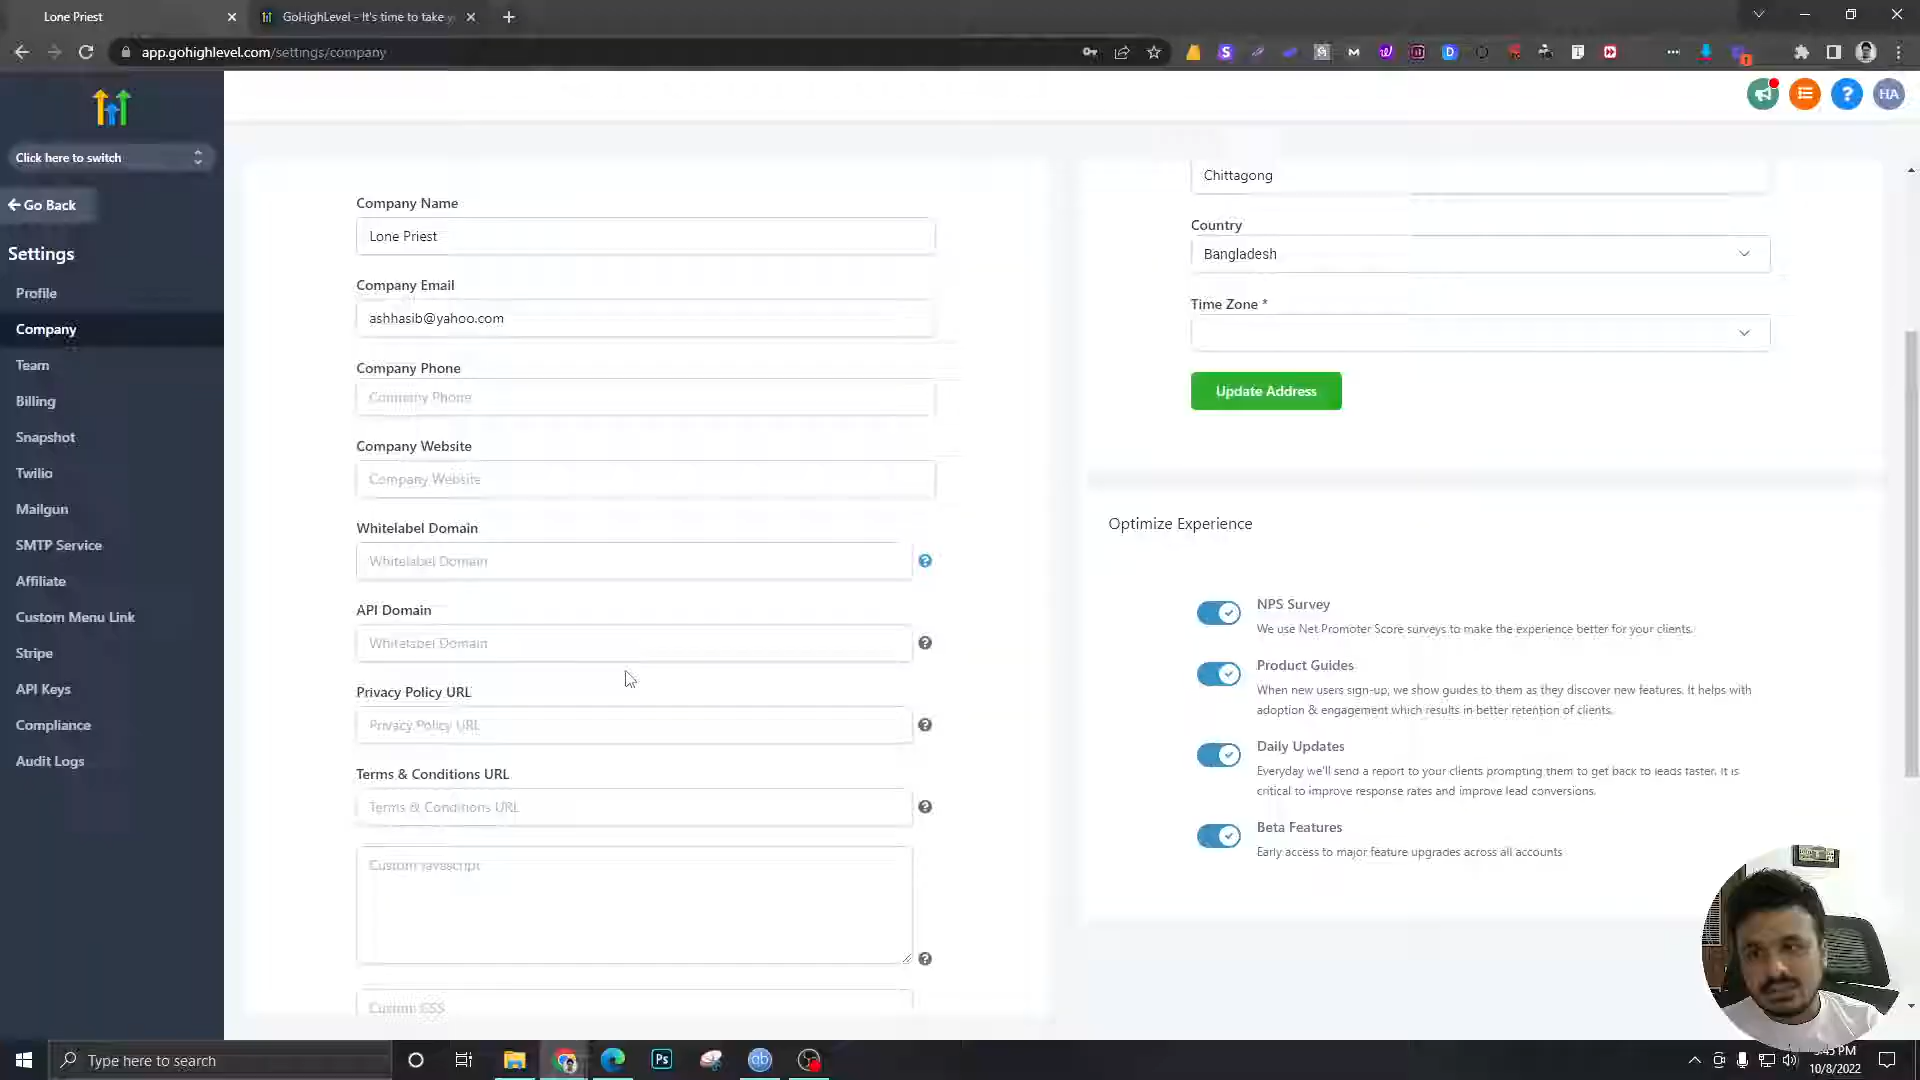 Lone Priest
GoHighLevel - It's time to take y
app.gohighlevel.com/settings/company
Click here to switch
Go Back
Settings
Profile
Company
Team
Billing
Snapshot
Twilio
Mailgun
SMTP Service
Affiliate
Custom Menu Link
Stripe
API Keys
Compliance
Audit Logs
HA
Company Name
Lone Priest
Company Email
ashhasib@yahoo.com
Company Phone
Company Phone
Company Website
Company Website
Whitelabel Domain
Whitelabel Domain
API Domain
Whitelabel Domain
Privacy Policy URL
Privacy Policy URL
Terms & Conditions URL
Terms & Conditions URL
Custom Javascript
Custom CSS
Chittagong
Country
Bangladesh
Time Zone *
Update Address
Optimize Experience
NPS Survey
We use Net Promoter Score surveys to make the experience better for your clients.
Product Guides
When new users sign-up, we show guides to them as they discover new features. It helps with
adoption & engagement which results in better retention of clients.
Daily Updates
Everyday we'll send a report to your clients prompting them to get back to leads faster. It is
critical to improve response rates and improve lead conversions.
Beta Features
Early access to major feature upgrades across all accounts
Type here to search
Ps
qb
PM
10/8/2022